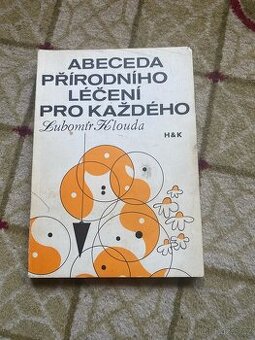 ABECEDA
PŘÍRODNÍHO
LÉČENÍ
PRO KAŽDÉHO
Lubomír Klouda
H&K